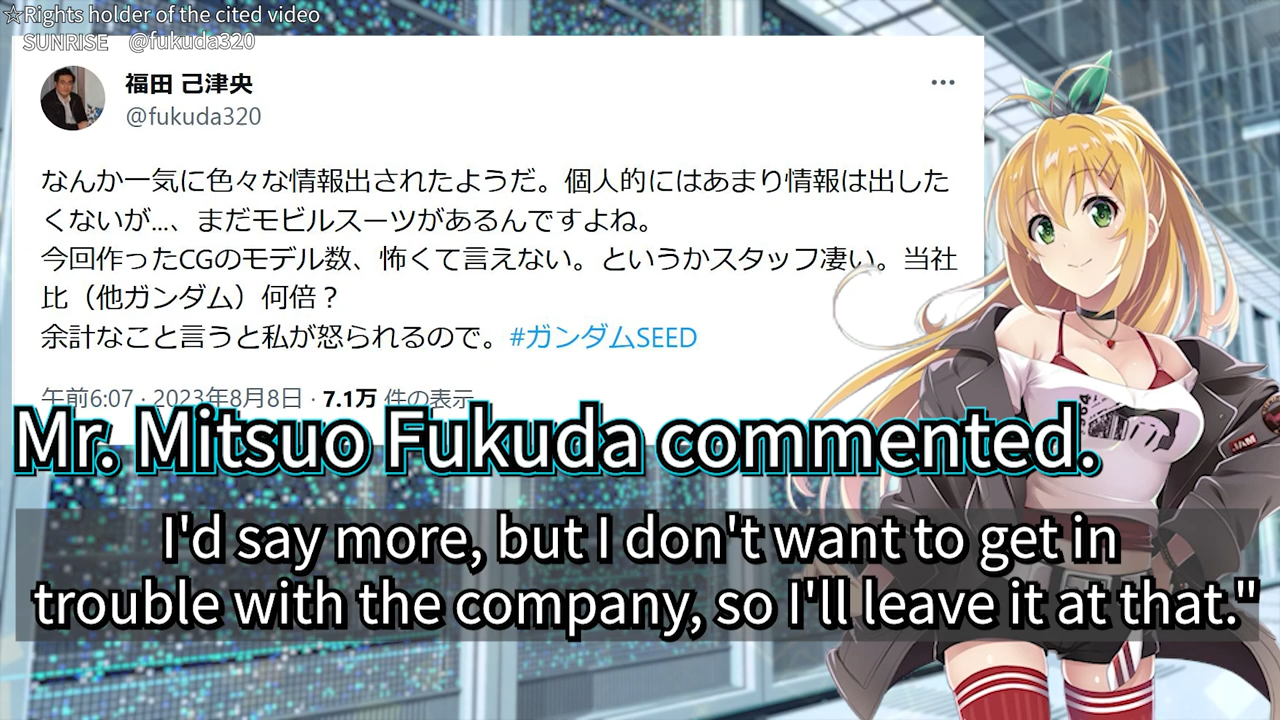 ☆Rights holder of the cited video
SUNRISE @fukuda320
福田 己津央
@fukuda320
なんか一気に色々な情報出されたようだ。個人的にはあまり情報は出した
くないが...、まだモビルスーツがあるんですよね。
今回作ったCGのモデル数、怖くて言えない。というかスタッフ凄い。当社
比（他ガンダム）何倍？
余計なこと言うと私が怒られるので。#ガンダムSEED
午前6:07 · 2023年8月8日 · 7.1万 件の表示
Mr. Mitsuo Fukuda commented.
JAM
I'd say more, but I don't want to get in
trouble with the company, so I'll leave it at that."